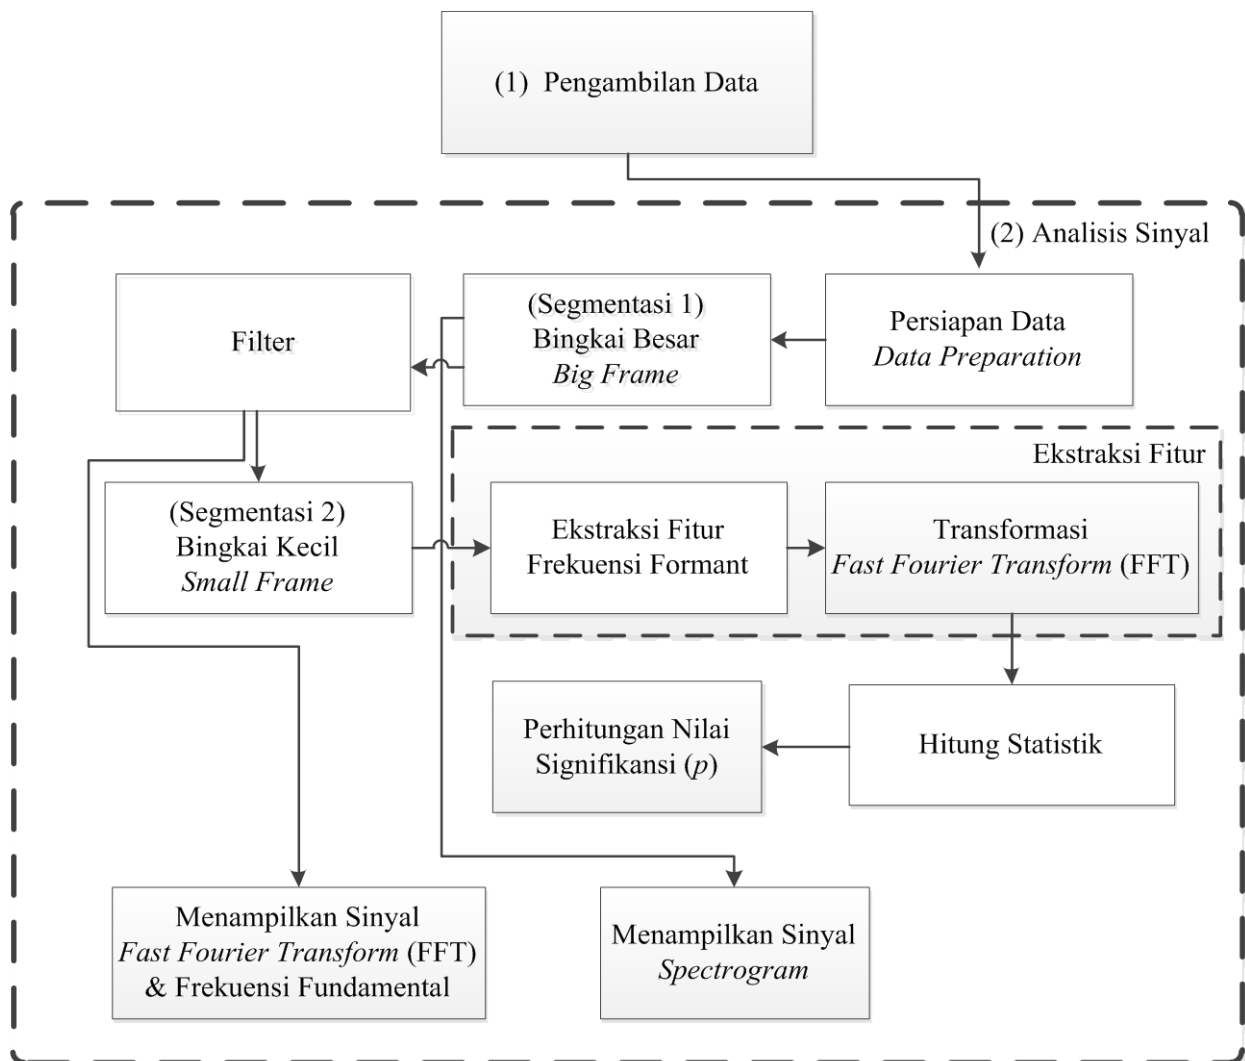 (1) Pengambilan Data
(2) Analisis Sinyal
Filter
(Segmentasi 1)
Bingkai Besar
Big Frame
Persiapan Data
Data Preparation
Ekstraksi Fitur
(Segmentasi 2)
Bingkai Kecil
Small Frame
Ekstraksi Fitur
Frekuensi Formant
Transformasi
Fast Fourier Transform (FFT)
Perhitungan Nilai
Signifikansi (p)
Hitung Statistik
Menampilkan Sinyal
Fast Fourier Transform (FFT)
& Frekuensi Fundamental
Menampilkan Sinyal
Spectrogram